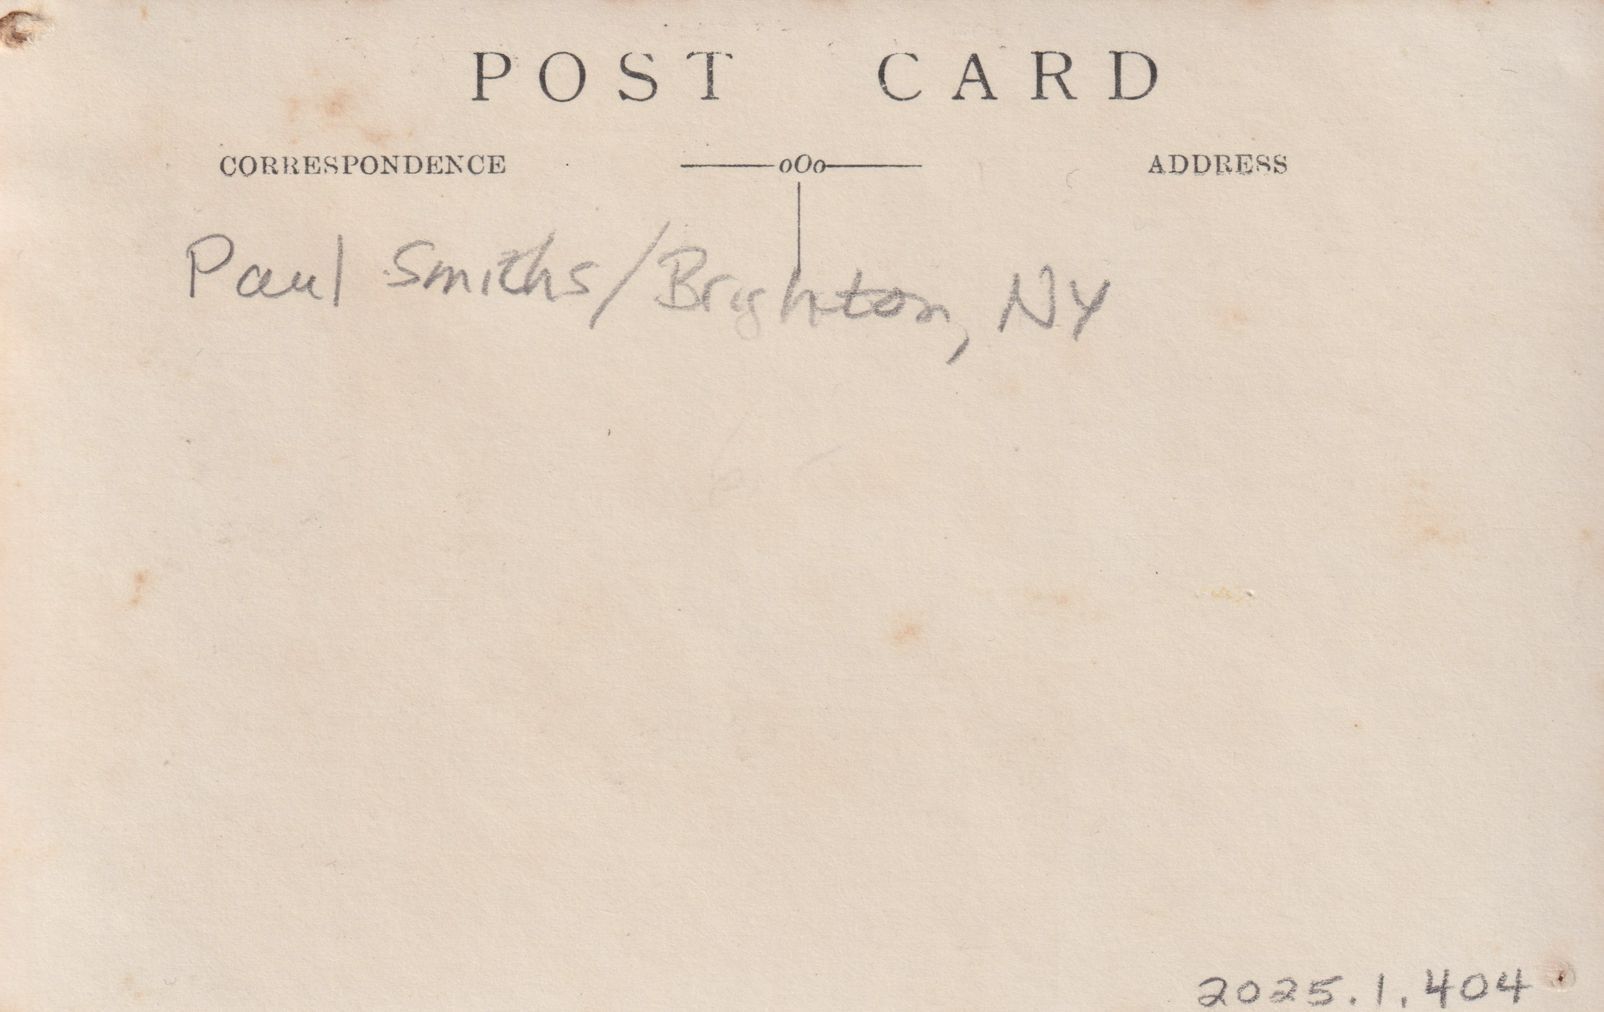 POST CARD
CORRESPONDENCE oOo ADDRESS
Paul Smiths/Brighton, NY
2025.1.404